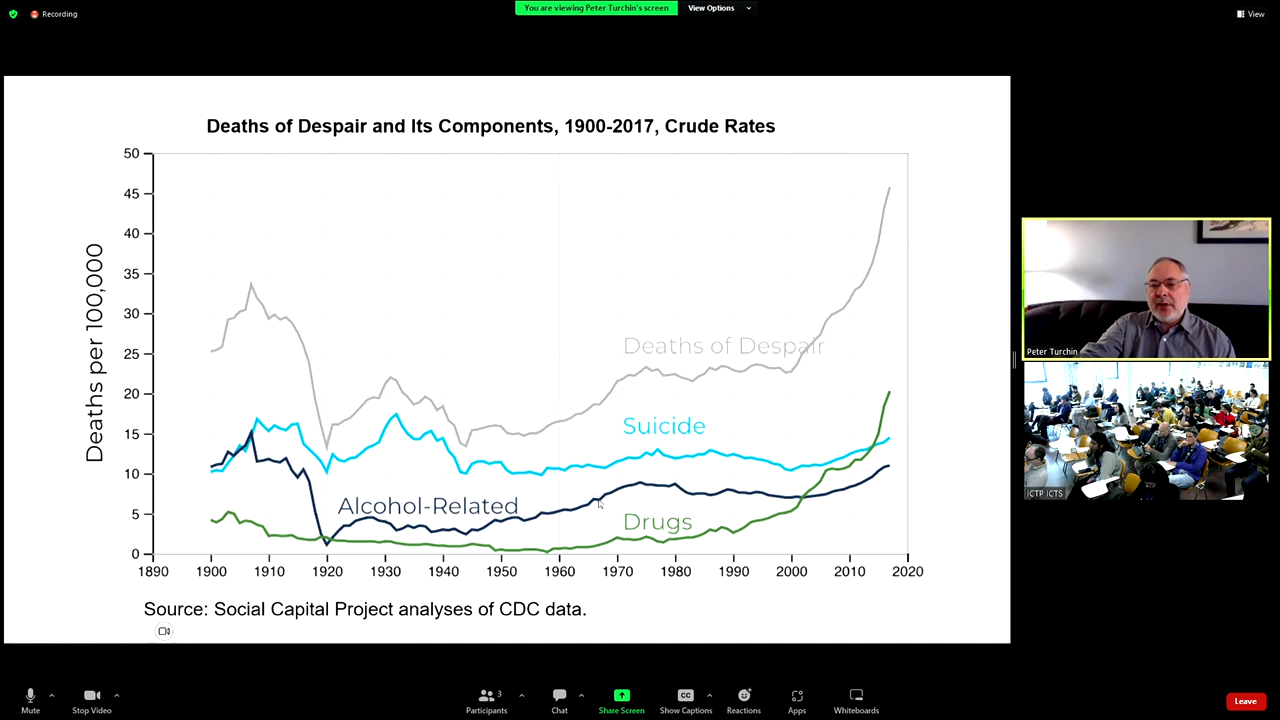 Recording
You are viewing Peter Turchin's screen
View Options
View
Deaths of Despair and Its Components, 1900-2017, Crude Rates
Deaths per 100,000
50
45
40
35
30
25
20
15
10
5
0
Deaths of Despair
Suicide
Alcohol-Related
Drugs
1890 1900 1910 1920 1930 1940 1950 1960 1970 1980 1990 2000 2010 2020
Source: Social Capital Project analyses of CDC data.
Peter Turchin
ICTP ICTS
Mute
Stop Video
3
Participants
Chat
Share Screen
CC
Show Captions
Reactions
Apps
Whiteboards
Leave